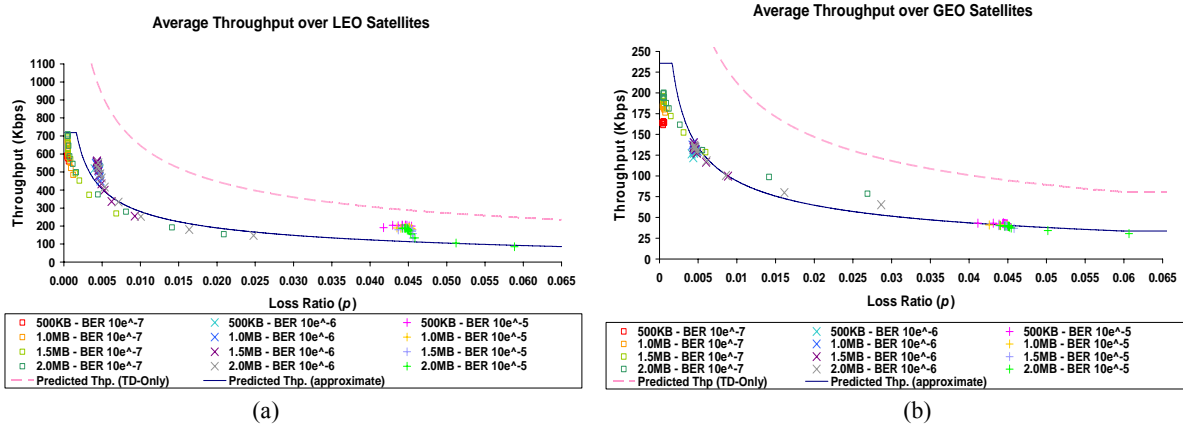 Average Throughput over LEO Satellites
Throughput (Kbps)
1100
1000
900
800
700
600
500
400
300
200
100
0
0.000 0.005 0.010 0.015 0.020 0.025 0.030 0.035 0.040 0.045 0.050 0.055 0.060 0.065
Loss Ratio (p)
500KB - BER 10e^-7 500KB - BER 10e^-6 500KB - BER 10e^-5
1.0MB - BER 10e^-7 1.0MB - BER 10e^-6 1.0MB - BER 10e^-5
1.5MB - BER 10e^-7 1.5MB - BER 10e^-6 1.5MB - BER 10e^-5
2.0MB - BER 10e^-7 2.0MB - BER 10e^-6 2.0MB - BER 10e^-5
Predicted Thp. (TD-Only) Predicted Thp. (approximate)
(a)
Average Throughput over GEO Satellites
Throughput (Kbps)
250
225
200
175
150
125
100
75
50
25
0
0 0.005 0.01 0.015 0.02 0.025 0.03 0.035 0.04 0.045 0.05 0.055 0.06 0.065
Loss Ratio (p)
500KB - BER 10e^-7 500KB - BER 10e^-6 500KB - BER 10e^-5
1.0MB - BER 10e^-7 1.0MB - BER 10e^-6 1.0MB - BER 10e^-5
1.5MB - BER 10e^-7 1.5MB - BER 10e^-6 1.5MB - BER 10e^-5
2.0MB - BER 10e^-7 2.0MB - BER 10e^-6 2.0MB - BER 10e^-5
Predicted Thp (TD-Only) Predicted Thp. (approximate)
(b)